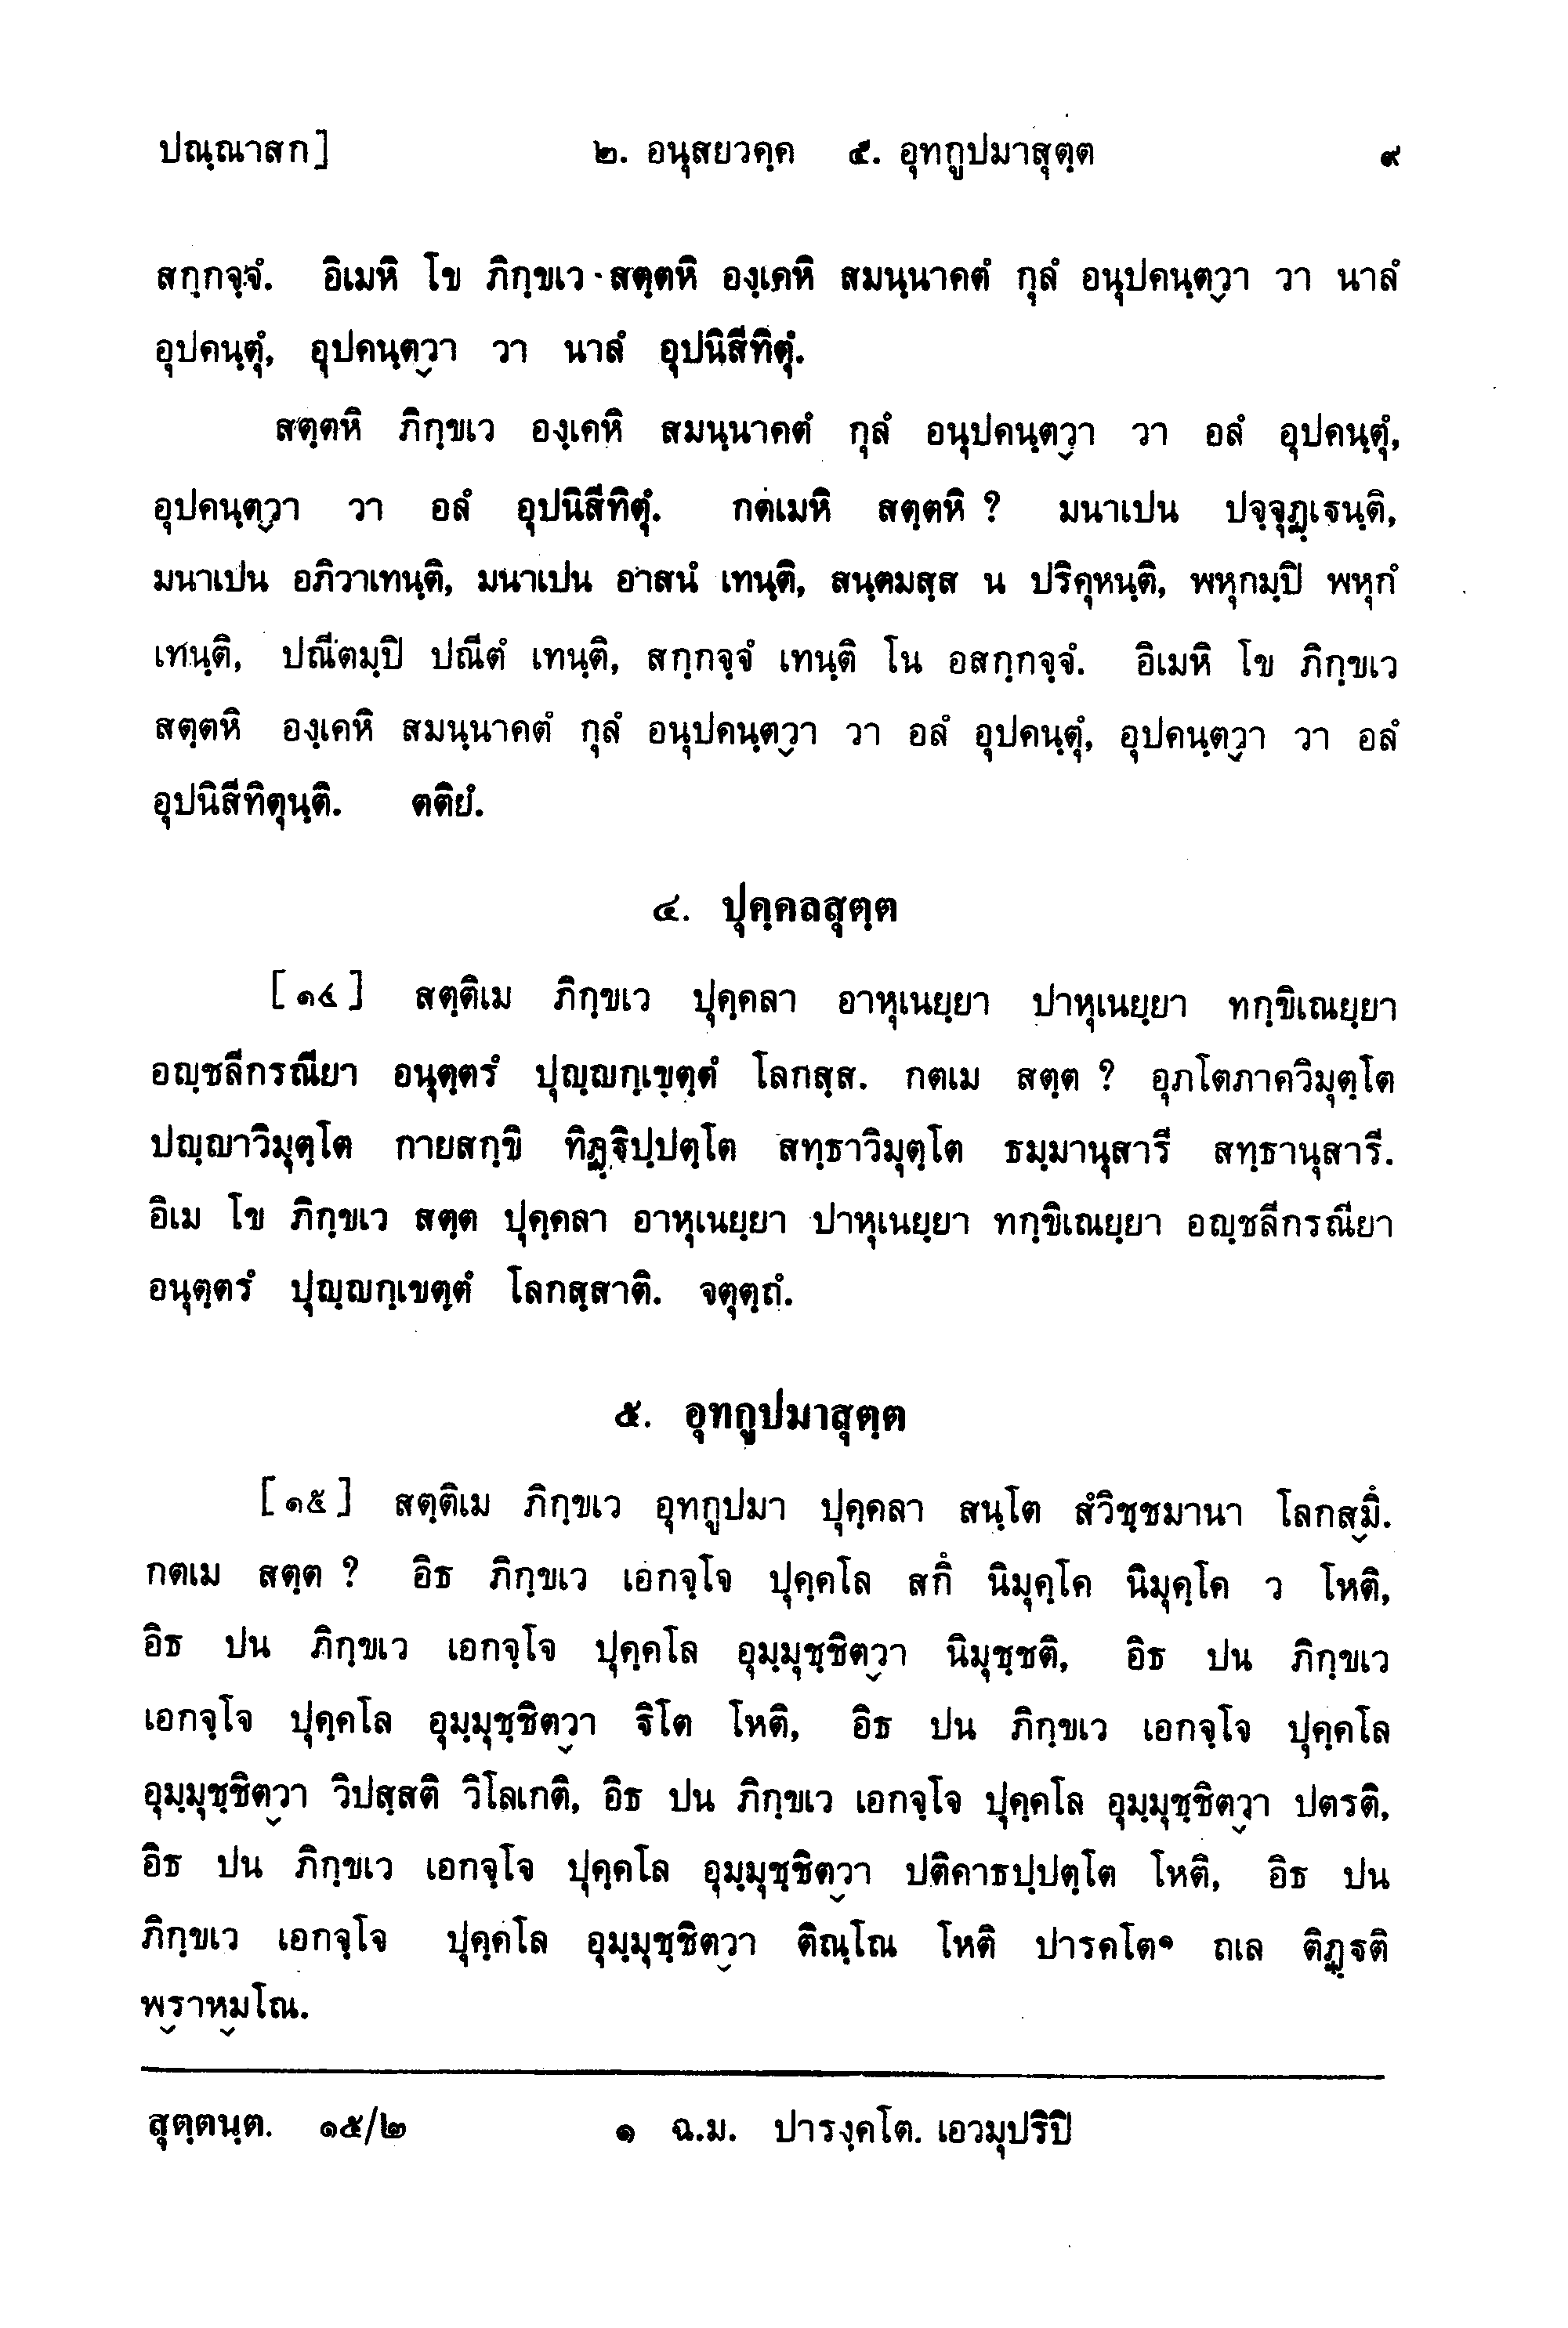 ปณฺณาสก] ๒. อนุสยวคฺค ๕. อุทกูปมาสุตฺต ๙
สกฺกจฺจํ. อิเมหิ โข ภิกฺขเว สตฺตหิ องฺเคหิ สมนฺนาคตํ กุลํ อนุปคนฺตฺวา วา นาลํ
อุปคนฺตุํ, อุปคนฺตฺวา วา นาลํ อุปนิสีทิตุํ.
สตฺตหิ ภิกฺขเว องฺเคหิ สมนฺนาคตํ กุลํ อนุปคนฺตฺวา วา อลํ อุปคนฺตุํ,
อุปคนฺตฺวา วา อลํ อุปนิสีทิตุํ. กตเมหิ สตฺตหิ ? มนาเปน ปจฺจุฏฺเฐนฺติ,
มนาเปน อภิวาเทนฺติ, มนาเปน อาสนํ เทนฺติ, สนฺตมสฺส น ปริคุหนฺติ, พหุกมฺปิ พหุกํ
เทนฺติ, ปณีตมฺปิ ปณีตํ เทนฺติ, สกฺกจฺจํ เทนฺติ โน อสกฺกจฺจํ. อิเมหิ โข ภิกฺขเว
สตฺตหิ องฺเคหิ สมนฺนาคตํ กุลํ อนุปคนฺตฺวา วา อลํ อุปคนฺตุํ, อุปคนฺตฺวา วา อลํ
อุปนิสีทิตุนฺติ. ตติยํ.
๔. ปุคฺคลสุตฺต
[๑๔] สตฺติเม ภิกฺขเว ปุคฺคลา อาหุเนยฺยา ปาหุเนยฺยา ทกฺขิเณยฺยา
อญฺชลีกรณียา อนุตฺตรํ ปุญฺญกฺเขตฺตํ โลกสฺส. กตเม สตฺต ? อุภโตภาควิมุตฺโต
ปญฺญาวิมุตฺโต กายสกฺขิ ทิฏฺฐิปฺปตฺโต สทฺธาวิมุตฺโต ธมฺมานุสารี สทฺธานุสารี.
อิเม โข ภิกฺขเว สตฺต ปุคฺคลา อาหุเนยฺยา ปาหุเนยฺยา ทกฺขิเณยฺยา อญฺชลีกรณียา
อนุตฺตรํ ปุญฺญกฺเขตฺตํ โลกสฺสาติ. จตุตฺถํ.
๕. อุทกูปมาสุตฺต
[๑๕] สตฺติเม ภิกฺขเว อุทกูปมา ปุคฺคลา สนฺโต สํวิชฺชมานา โลกสฺมิํ.
กตเม สตฺต ? อิธ ภิกฺขเว เอกจฺโจ ปุคฺคโล สกิํ นิมุคฺโค นิมุคฺโค ว โหติ,
อิธ ปน ภิกฺขเว เอกจฺโจ ปุคฺคโล อุมฺมุชฺชิตฺวา นิมุชฺชติ, อิธ ปน ภิกฺขเว
เอกจฺโจ ปุคฺคโล อุมฺมุชฺชิตฺวา ฐิโต โหติ, อิธ ปน ภิกฺขเว เอกจฺโจ ปุคฺคโล
อุมฺมุชฺชิตฺวา วิปสฺสติ วิโลเกติ, อิธ ปน ภิกฺขเว เอกจฺโจ ปุคฺคโล อุมฺมุชฺชิตฺวา ปตรติ,
อิธ ปน ภิกฺขเว เอกจฺโจ ปุคฺคโล อุมฺมุชฺชิตฺวา ปติคาธปฺปตฺโต โหติ, อิธ ปน
ภิกฺขเว เอกจฺโจ ปุคฺคโล อุมฺมุชฺชิตฺวา ติณฺโณ โหติ ปารคโต๑ ถเล ติฏฺฐติ
พฺราหฺมโณ.
สุตฺตนฺต. ๑๕/๒ ๑ ฉ.ม. ปารงฺคโต. เอวมุปริปิ